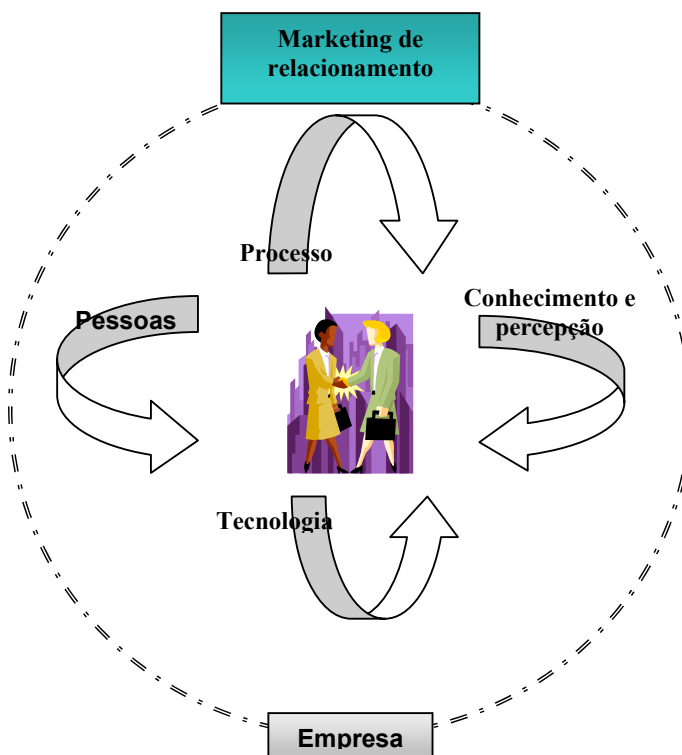 Marketing de
relacionamento
Processo
Pessoas
Conhecimento e
percepção
Tecnologia
Empresa